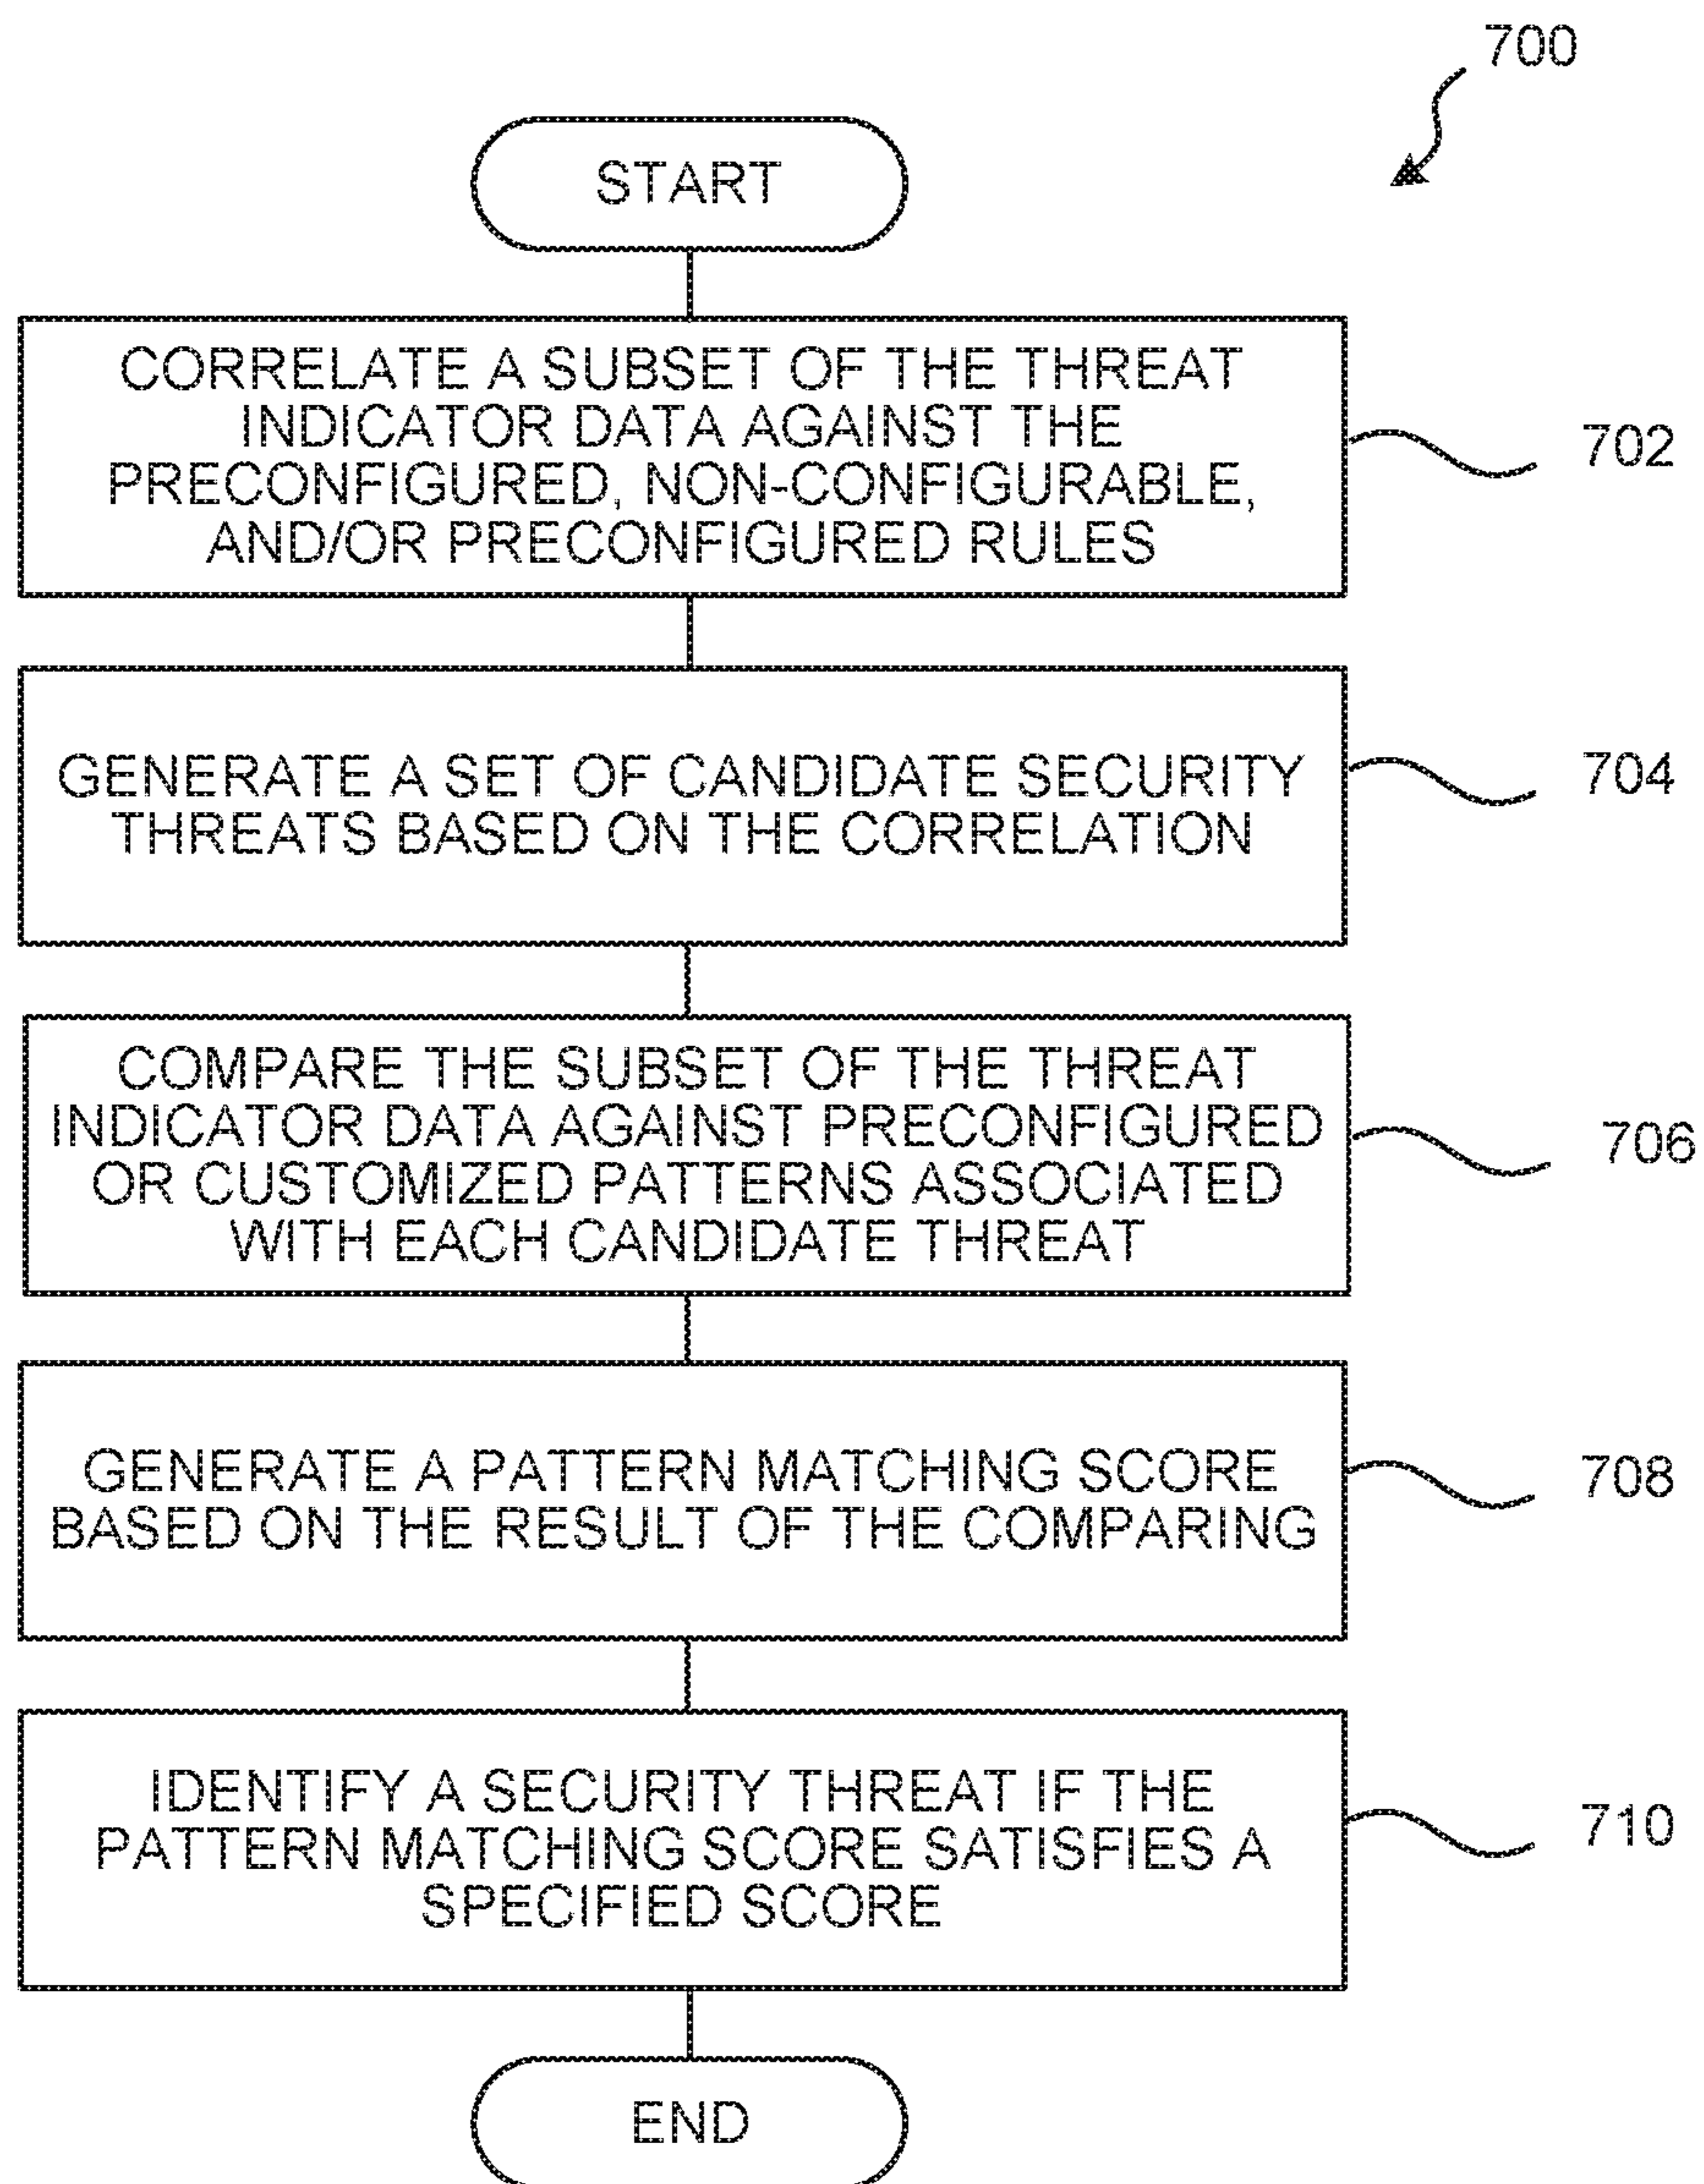 700
START
CORRELATE A SUBSET OF THE THREAT
INDICATOR DATA AGAINST THE
PRECONFIGURED, NON-CONFIGURABLE,
AND/OR PRECONFIGURED RULES
702
GENERATE A SET OF CANDIDATE SECURITY
THREATS BASED ON THE CORRELATION
704
COMPARE THE SUBSET OF THE THREAT
INDICATOR DATA AGAINST PRECONFIGURED
OR CUSTOMIZED PATTERNS ASSOCIATED
WITH EACH CANDIDATE THREAT
706
GENERATE A PATTERN MATCHING SCORE
BASED ON THE RESULT OF THE COMPARING
708
IDENTIFY A SECURITY THREAT IF THE
PATTERN MATCHING SCORE SATISFIES A
SPECIFIED SCORE
710
END